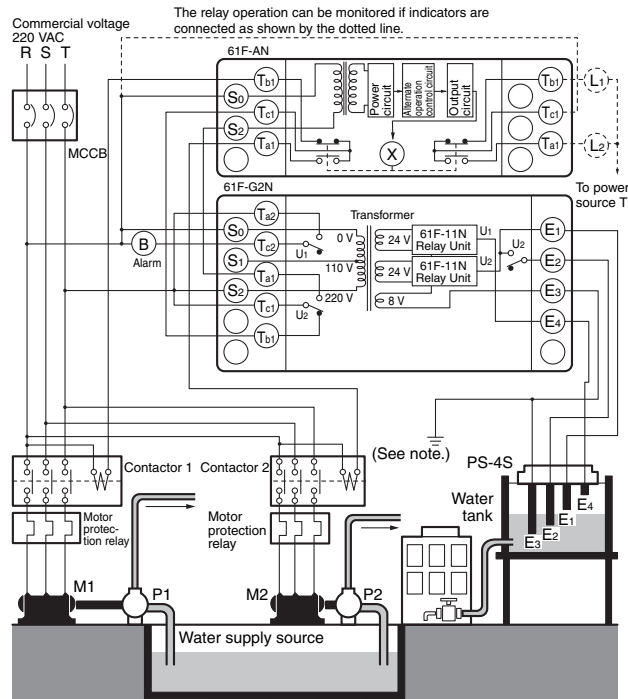 The relay operation can be monitored if indicators are
connected as shown by the dotted line.
Commercial voltage
220 VAC
R S T
MCCB
61F-AN
Tb1
S0
Tc1
S2
Ta1
Power
circuit
Alternate
operation
control circuit
Output
circuit
X
Tb1
Tc1
Ta1
L1
L2
To power
source T
61F-G2N
Ta2
S0
Tc2
S1
Ta1
S2
Tc1
Tb1
B
Alarm
U1
U2
Transformer
0 V
110 V
220 V
24 V
24 V
8 V
61F-11N
Relay Unit
61F-11N
Relay Unit
U1
U2
U2
E1
E2
E3
E4
(See note.)
Contactor 1
Contactor 2
Motor
protec-
tion relay
Motor
protection
relay
M1
P1
M2
P2
PS-4S
Water
tank
E4
E1
E2
E3
Water supply source